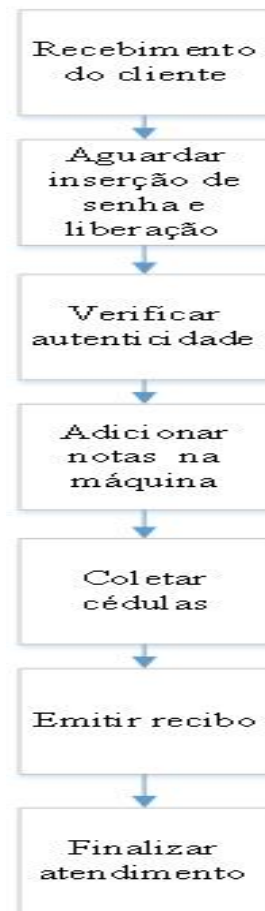 Recebimento
do cliente
Aguardar
inserção de
senha e
liberação
Verificar
autenticidade
Adicionar
notas na
máquina
Coletar
cédulas
Emitir recibo
Finalizar
atendimento